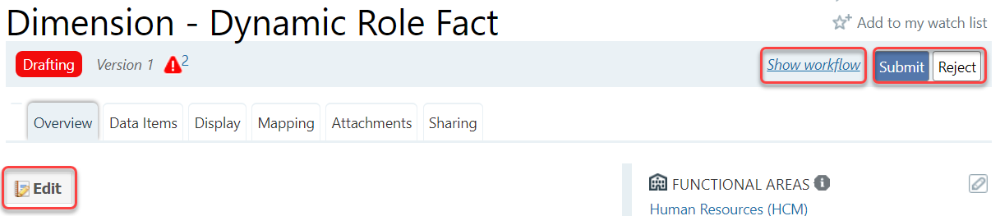 Dimension - Dynamic Role Fact
Add to my watch list
Drafting Version 1 2 Show workflow Submit Reject
Overview Data Items Display Mapping Attachments Sharing
Edit
FUNCTIONAL AREAS
Human Resources (HCM)